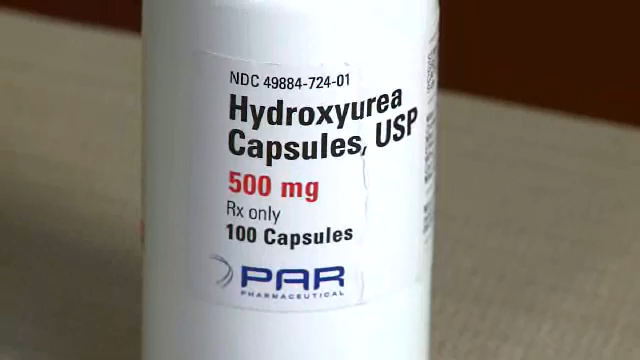 NDC 49884-724-01
Hydroxyurea
Capsules, USP
500 mg
Rx only
100 Capsules
PAR
PHARMACEUTICAL